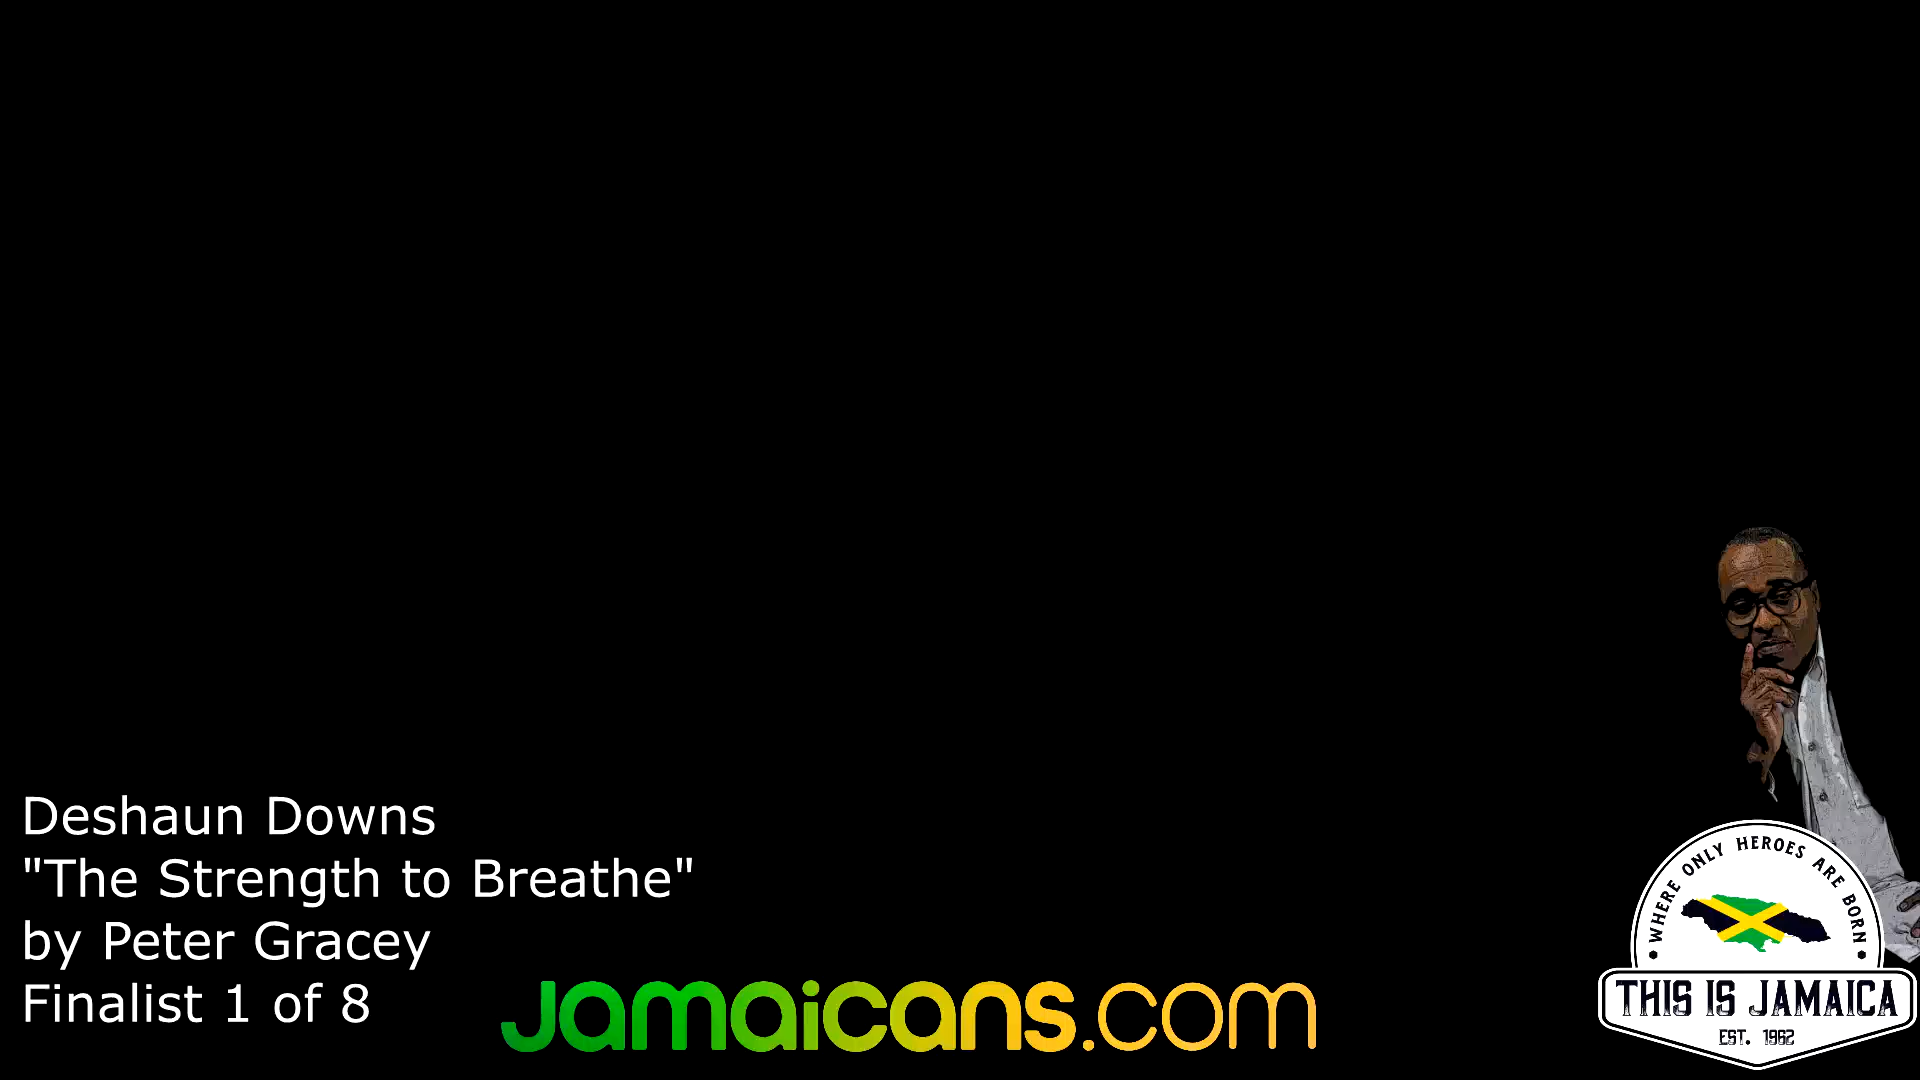 Deshaun Downs
"The Strength to Breathe"
by Peter Gracey
Finalist 1 of 8
Jamaicans.com
WHERE ONLY HEROES ARE BORN
THIS IS JAMAICA
EST. 1962